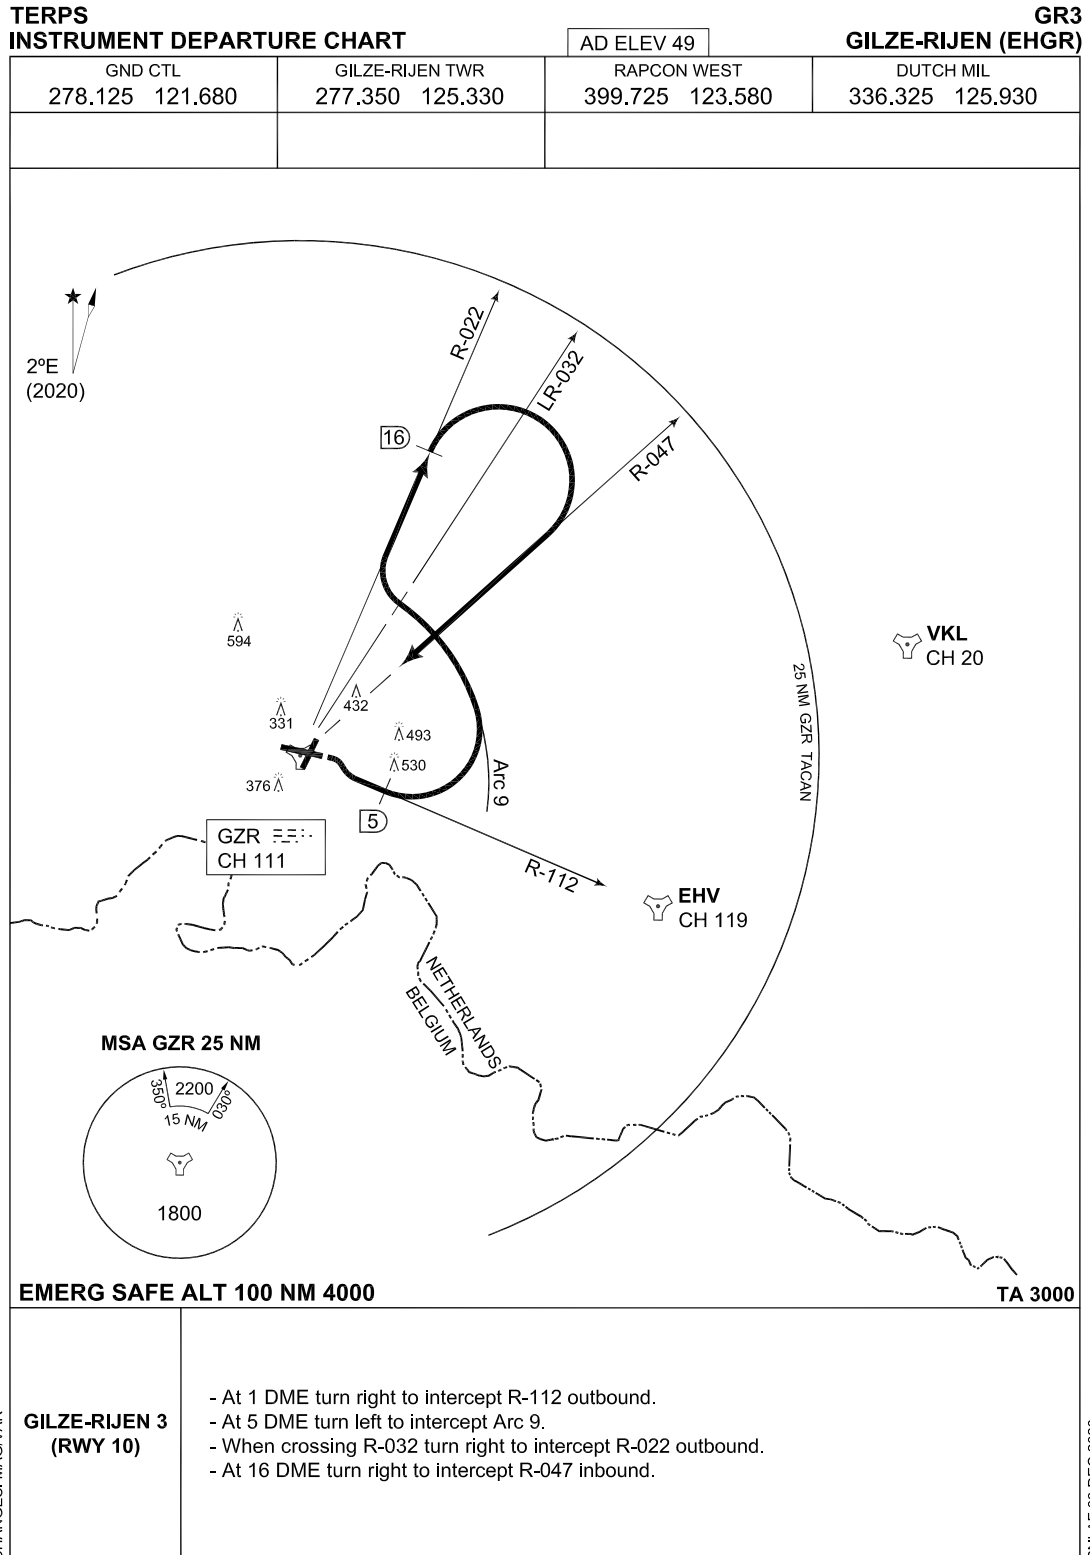 TERPS
INSTRUMENT DEPARTURE CHART
AD ELEV 49
GR3
GILZE-RIJEN (EHGR)
GND CTL
278.125 121.680
GILZE-RIJEN TWR
277.350 125.330
RAPCON WEST
399.725 123.580
DUTCH MIL
336.325 125.930
2ºE
(2020)
R-022
LR-032
R-047
16
594
VKL
CH 20
331
432
493
530
376
25 NM GZR TACAN
Arc 9
5
GZR
CH 111
R-112
EHV
CH 119
NETHERLANDS
BELGIUM
MSA GZR 25 NM
350º
2200
030º
15 NM
1800
EMERG SAFE ALT 100 NM 4000
TA 3000
GILZE-RIJEN 3
(RWY 10)
- At 1 DME turn right to intercept R-112 outbound.
- At 5 DME turn left to intercept Arc 9.
- When crossing R-032 turn right to intercept R-022 outbound.
- At 16 DME turn right to intercept R-047 inbound.